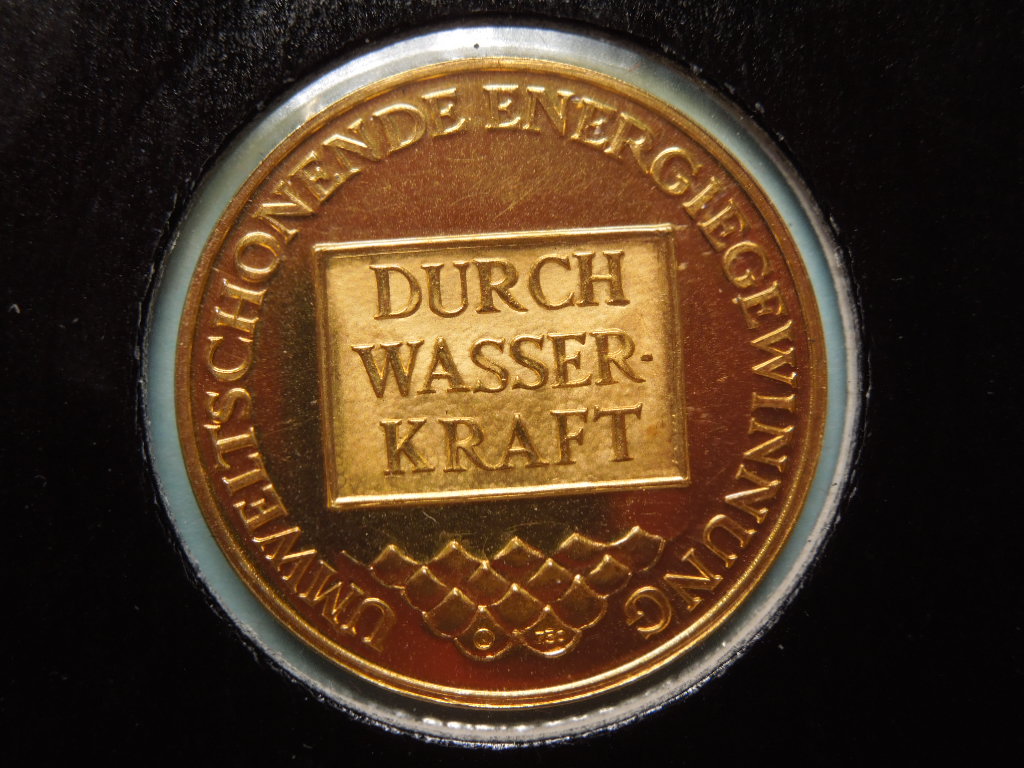 UMWELTSCHONENDE ENERGIEGEWINNUNG
DURCH
WASSER-
KRAFT
©